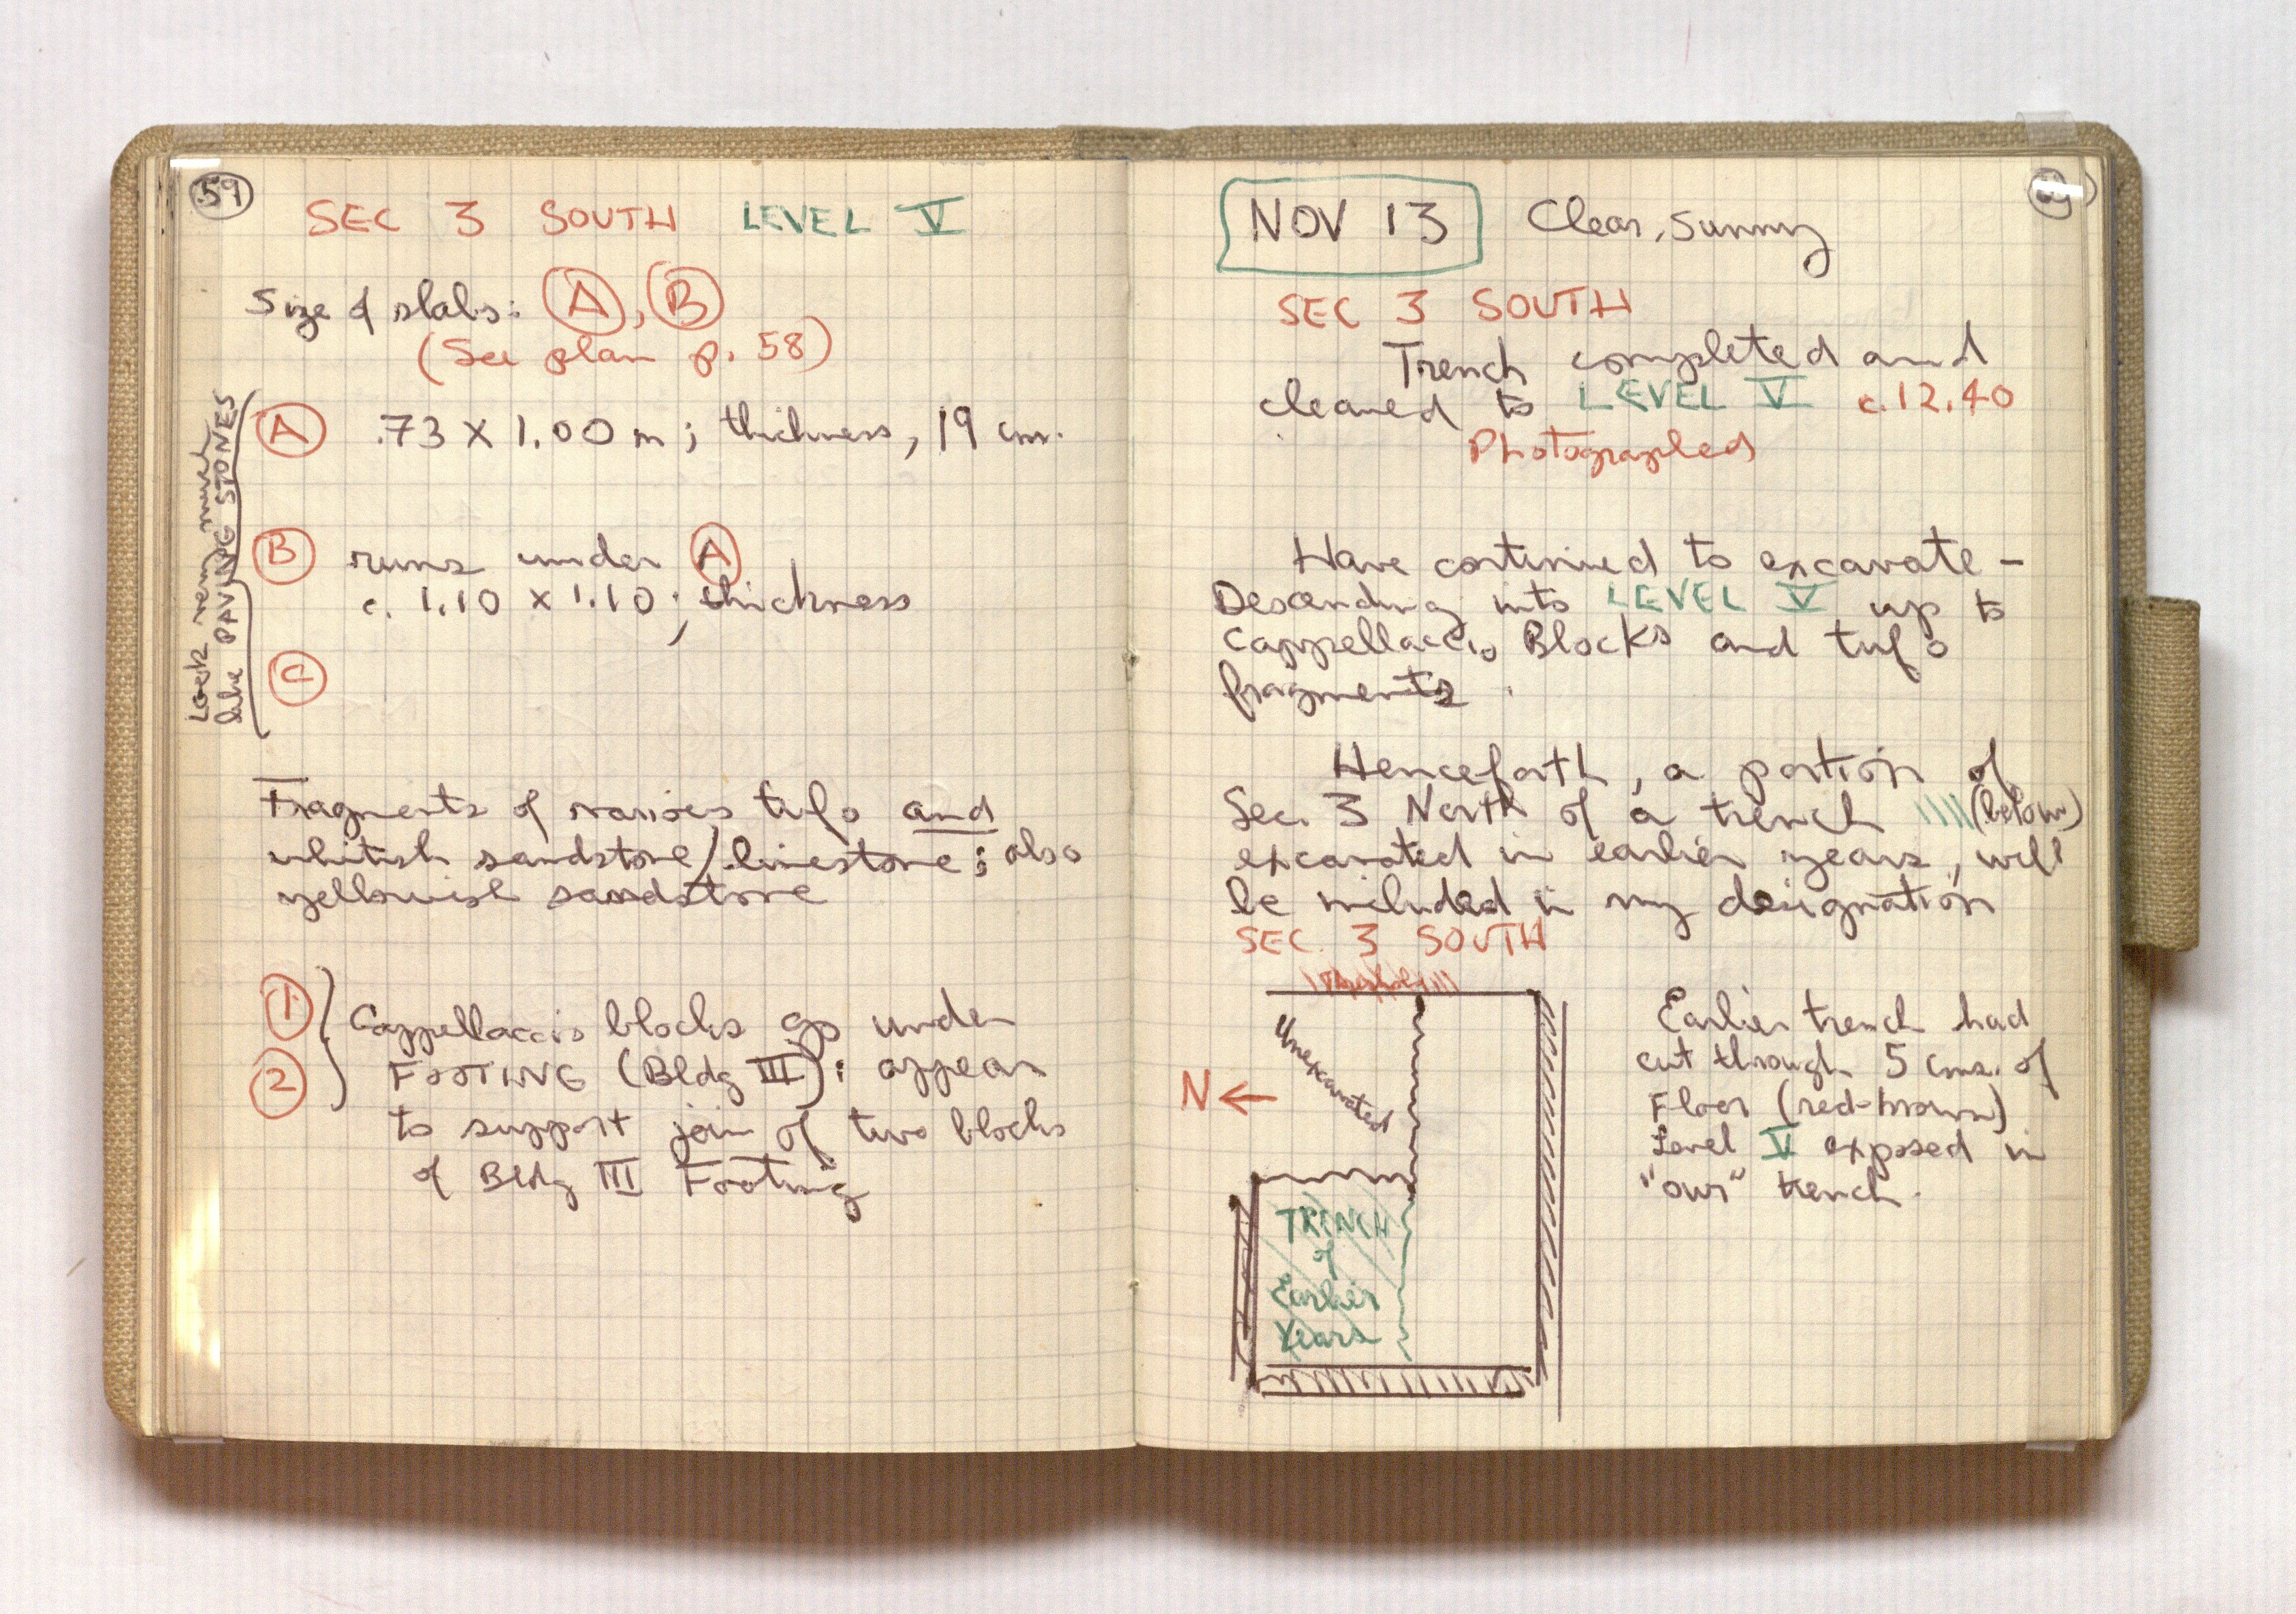 59
SEC 3 SOUTH LEVEL V
Size of slabs: A, B
(See plan p. 58)
Look very much
like PAVING STONES
A .73 X 1.00 m; thickness, 19 cm.
B runs under A
c. 1.10 x 1.10; thickness
C
Fragments of various tufo and
whitish sandstone/limestone; also
yellowish sandstone
1
2
Cappellaccio blocks go under
FOOTING (Bldg III): appear
to support join of two blocks
of Bldg III Footing
NOV 13 Clear, Sunny
SEC 3 SOUTH
Trench completed and
cleaned to LEVEL V c.12.40
Photographed
Have continued to excavate -
Descending into LEVEL V up to
Cappellaccio Blocks and tufo
fragments.
Henceforth, a portion of
Sec. 3 North of a trench (below)
excavated in earlier years, will
be included in my designation
SEC. 3 SOUTH
Unexcavated
N
TRENCH
of
Earlier
Years
Earlier trench had
cut through 5 cms. of
Floor (red-brown)
Level V exposed in
"our" trench.